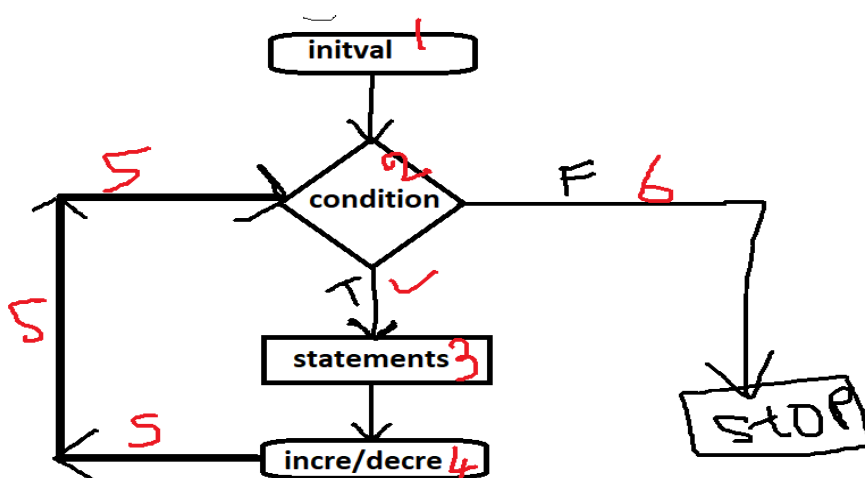 initval 1
2
condition
5
F 6
T
5
statements 3
5
incre/decre 4
STOP